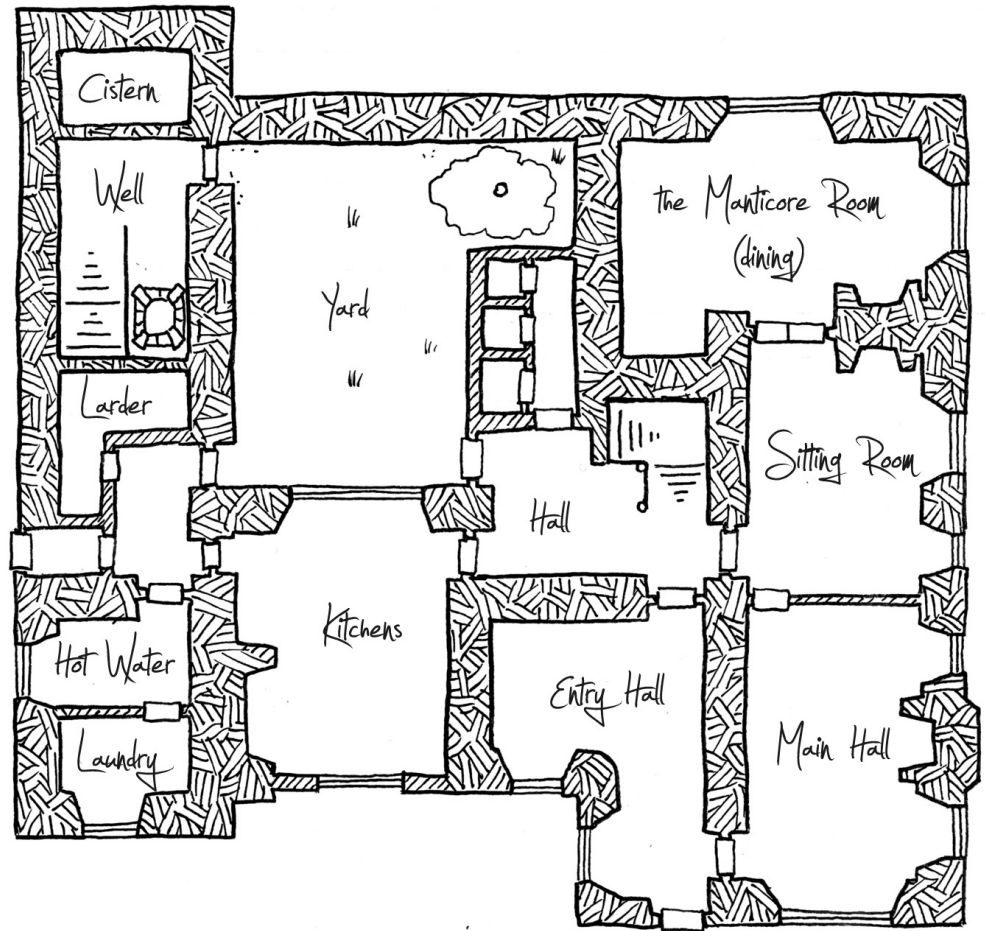 Cistern
Well
the Manticore Room
(dining)
Yard
Larder
Sitting Room
Hall
Kitchens
Hot Water
Entry Hall
Main Hall
Laundry